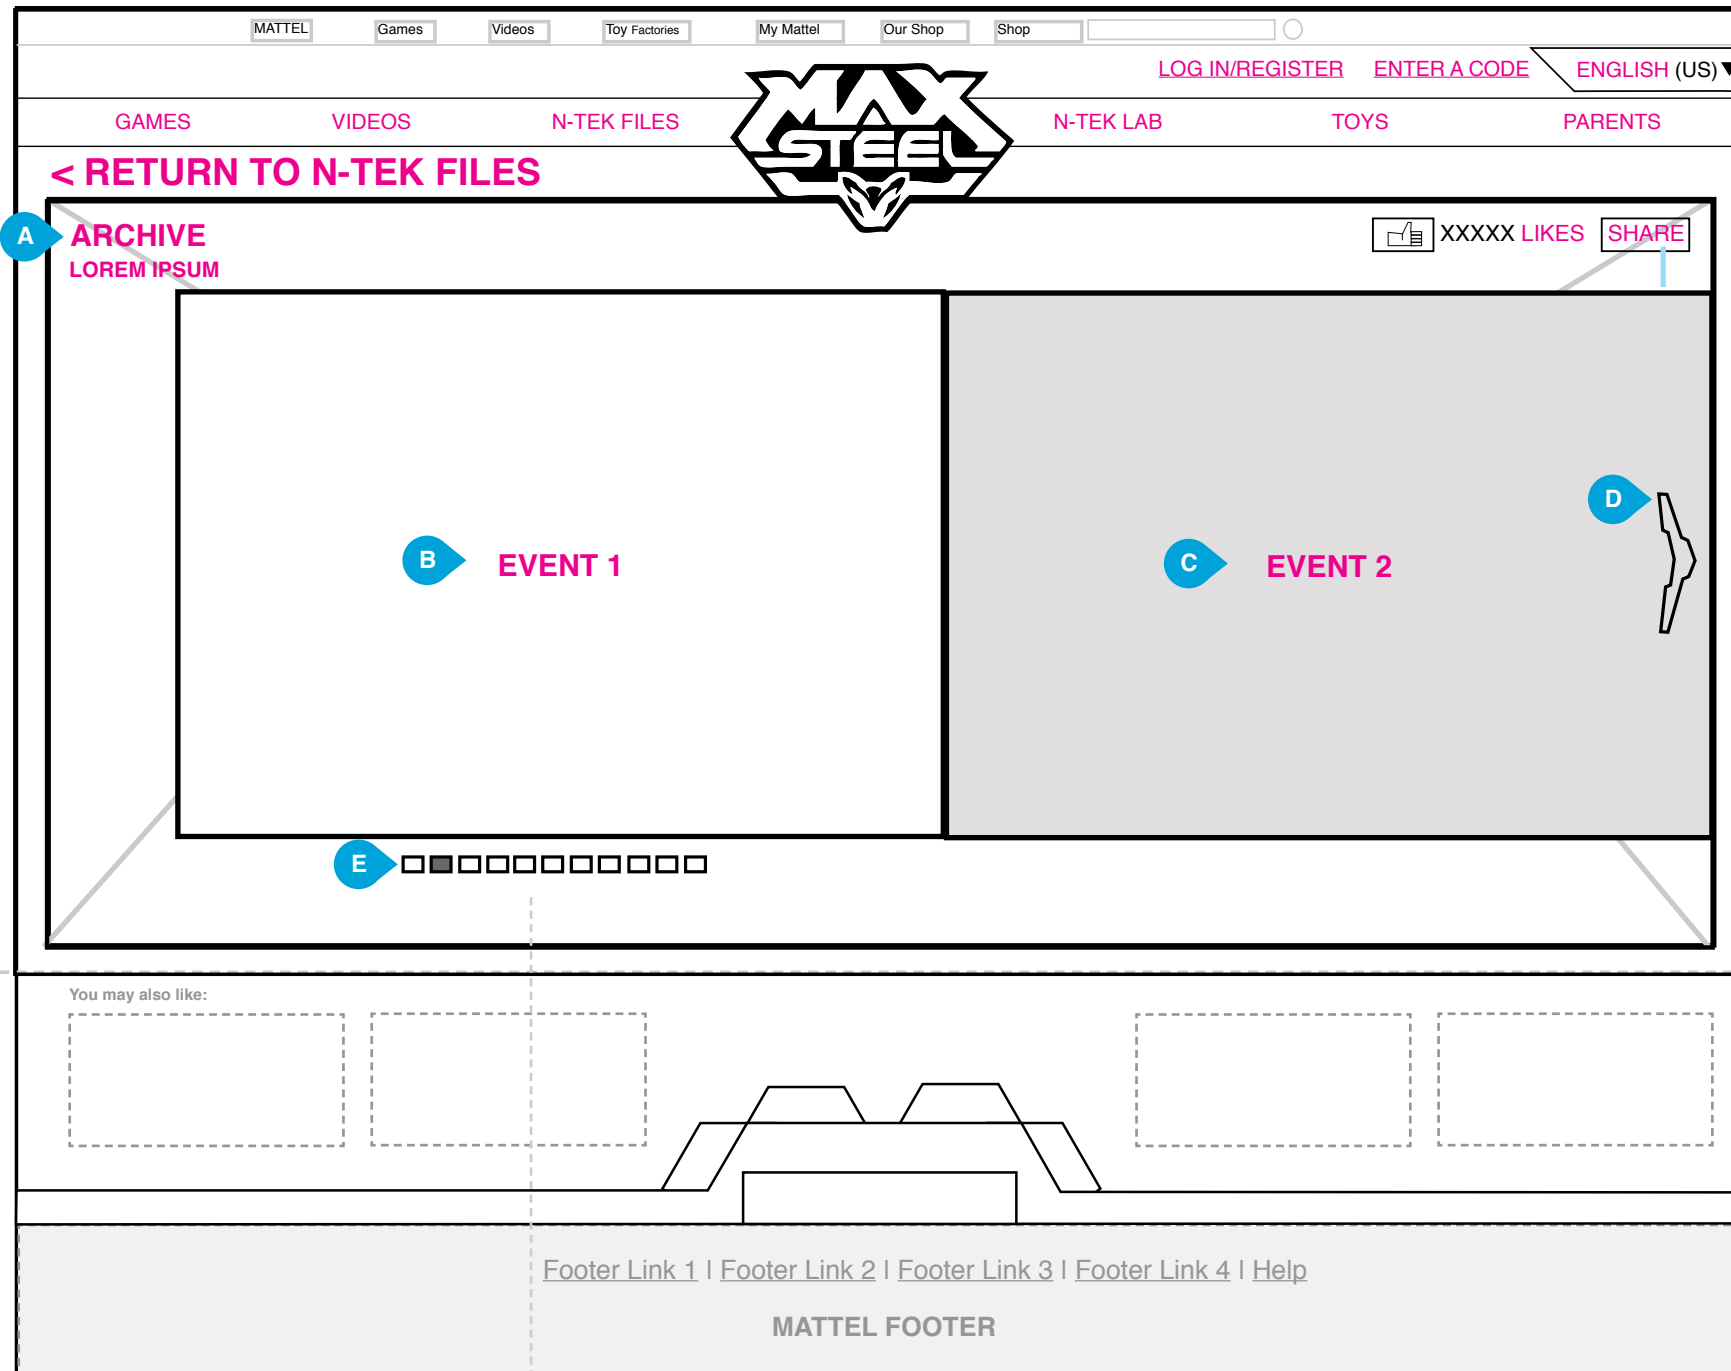 MATTEL Games Videos Toy Factories My Mattel Our Shop Shop
LOG IN/REGISTER ENTER A CODE ENGLISH (US)
MAX STEEL
GAMES VIDEOS N-TEK FILES N-TEK LAB TOYS PARENTS
< RETURN TO N-TEK FILES
A ARCHIVE
LOREM IPSUM
XXXXX LIKES SHARE
B EVENT 1
C EVENT 2
D
E
You may also like:
Footer Link 1 | Footer Link 2 | Footer Link 3 | Footer Link 4 | Help
MATTEL FOOTER